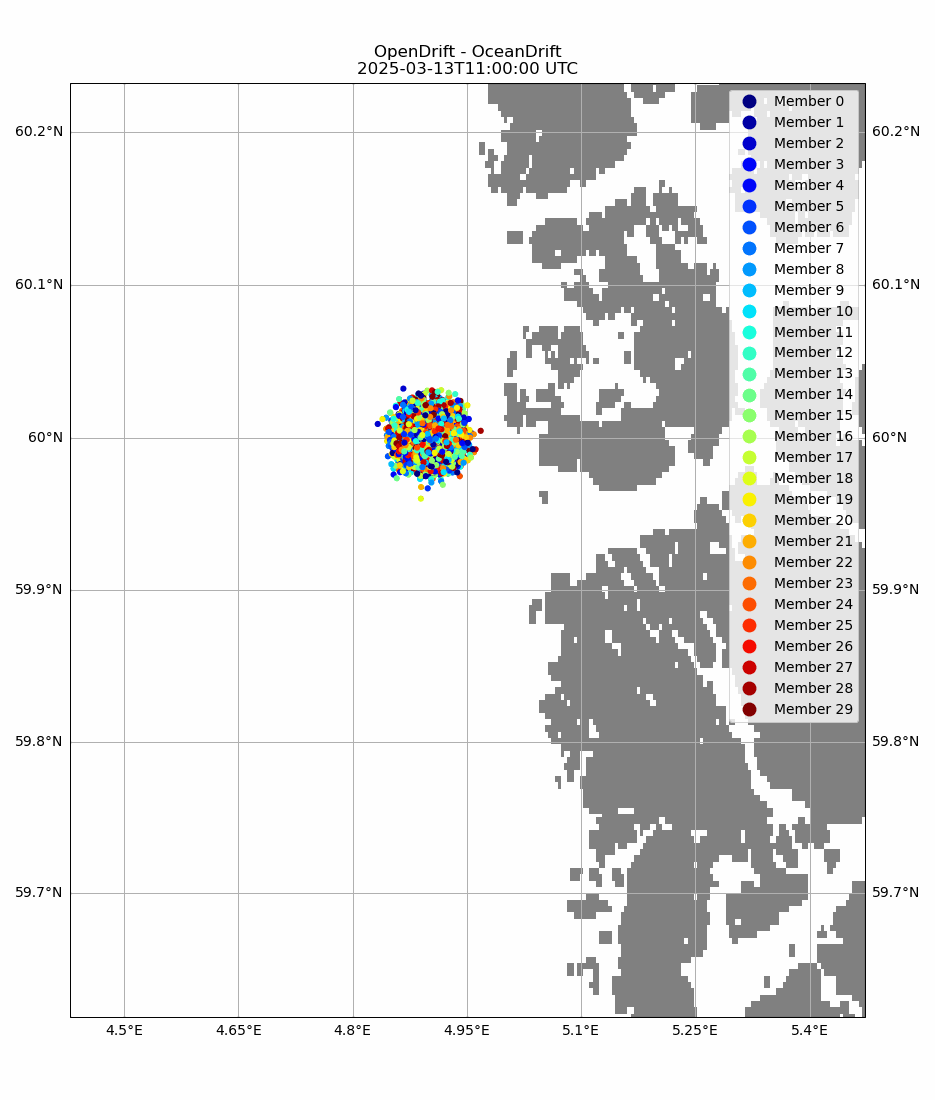 OpenDrift - OceanDrift
2025-03-13T11:00:00 UTC
60.2°N
60.1°N
60°N
59.9°N
59.8°N
59.7°N
Member 0
Member 1
Member 2
Member 3
Member 4
Member 5
Member 6
Member 7
Member 8
Member 9
Member 10
Member 11
Member 12
Member 13
Member 14
Member 15
Member 16
Member 17
Member 18
Member 19
Member 20
Member 21
Member 22
Member 23
Member 24
Member 25
Member 26
Member 27
Member 28
Member 29
60.2°N
60.1°N
60°N
59.9°N
59.8°N
59.7°N
4.5°E 4.65°E 4.8°E 4.95°E 5.1°E 5.25°E 5.4°E